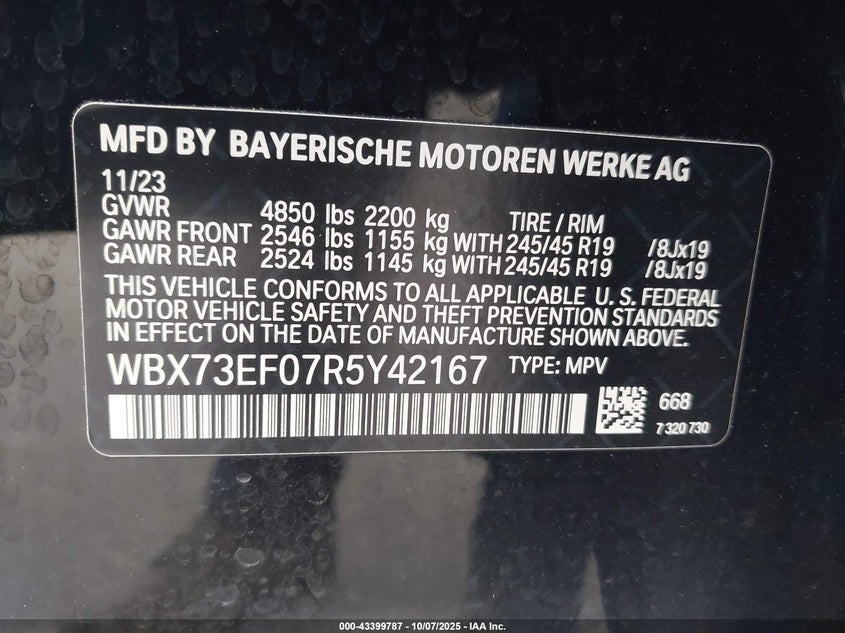 MFD BY BAYERISCHE MOTOREN WERKE AG
11/23
GVWR 4850 lbs 2200 kg TIRE / RIM
GAWR FRONT 2546 lbs 1155 kg WITH 245/45 R19 /8Jx19
GAWR REAR 2524 lbs 1145 kg WITH 245/45 R19 /8Jx19
THIS VEHICLE CONFORMS TO ALL APPLICABLE U. S. FEDERAL
MOTOR VEHICLE SAFETY AND THEFT PREVENTION STANDARDS
IN EFFECT ON THE DATE OF MANUFACTURE SHOWN ABOVE.
WBX73EF07R5Y42167 TYPE: MPV
668
7 320 730
000-43399787 - 10/07/2025 - IAA Inc.